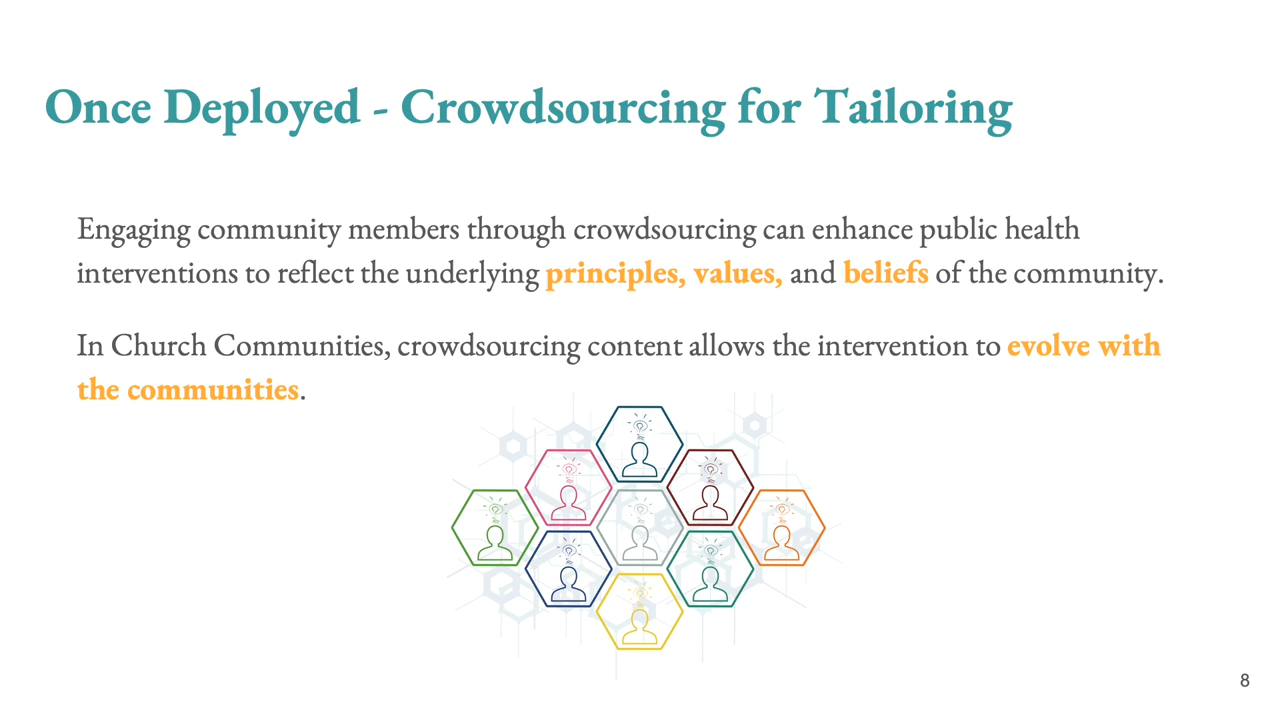 Once Deployed - Crowdsourcing for Tailoring
Engaging community members through crowdsourcing can enhance public health
interventions to reflect the underlying principles, values, and beliefs of the community.
In Church Communities, crowdsourcing content allows the intervention to evolve with
the communities.
8